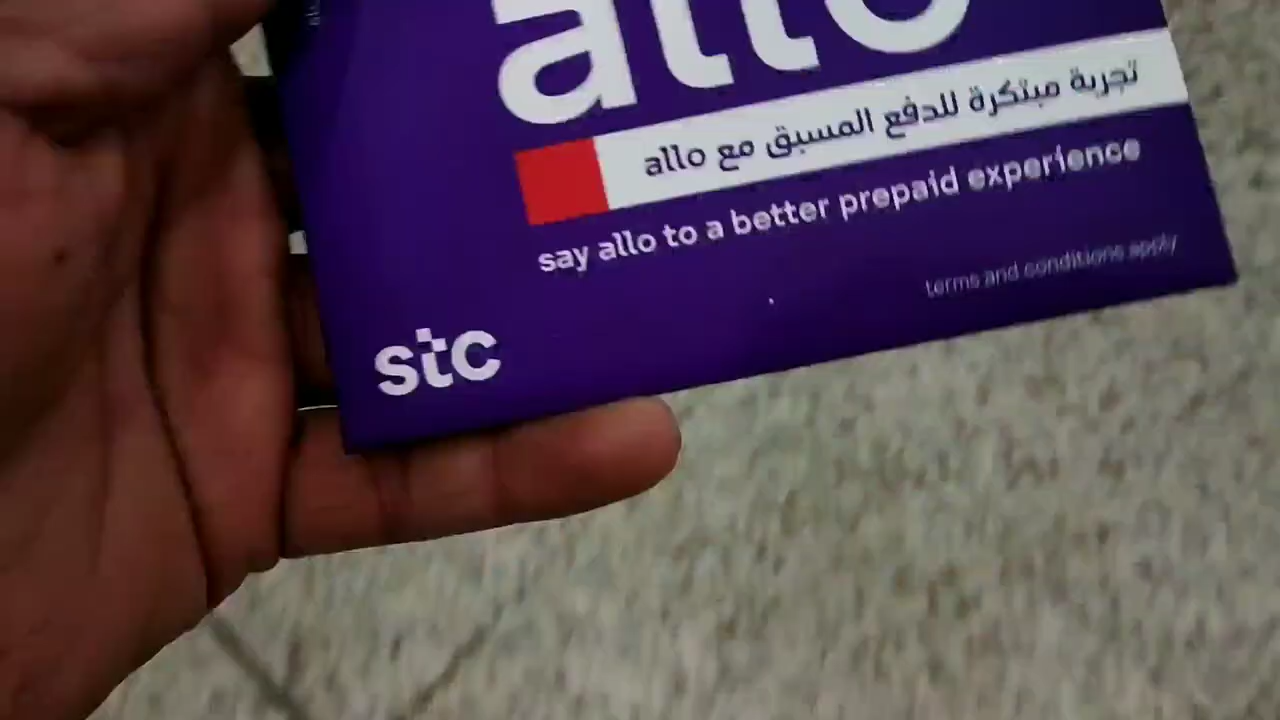 allo
تجربة مبتكرة للدفع المسبق مع allo
say allo to a better prepaid experience
terms and conditions apply
stc